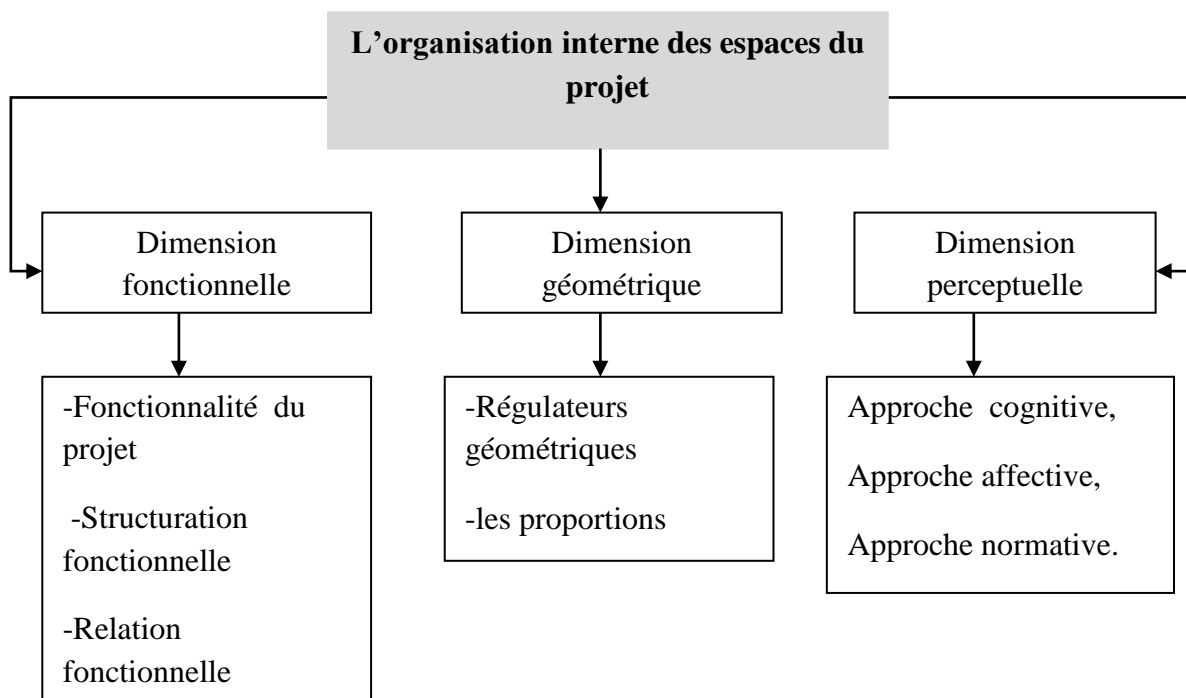 L’organisation interne des espaces du
projet
Dimension
fonctionnelle
Dimension
géométrique
Dimension
perceptuelle
-Fonctionnalité du
projet
-Structuration
fonctionnelle
-Relation
fonctionnelle
-Régulateurs
géométriques
-les proportions
Approche cognitive,
Approche affective,
Approche normative.